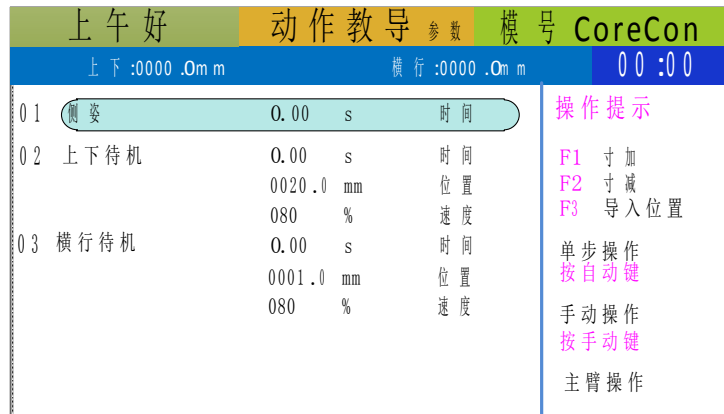 上午好 动作教导 参数 模号 CoreCon
上下:0000.0mm 横行:0000.0mm 00:00
01 侧姿 0.00 s 时间
02 上下待机 0.00 s 时间
0020.0 mm 位置
080 % 速度
03 横行待机 0.00 s 时间
0001.0 mm 位置
080 % 速度
操作提示
F1 寸加
F2 寸减
F3 导入位置
单步操作
按自动键
手动操作
按手动键
主臂操作